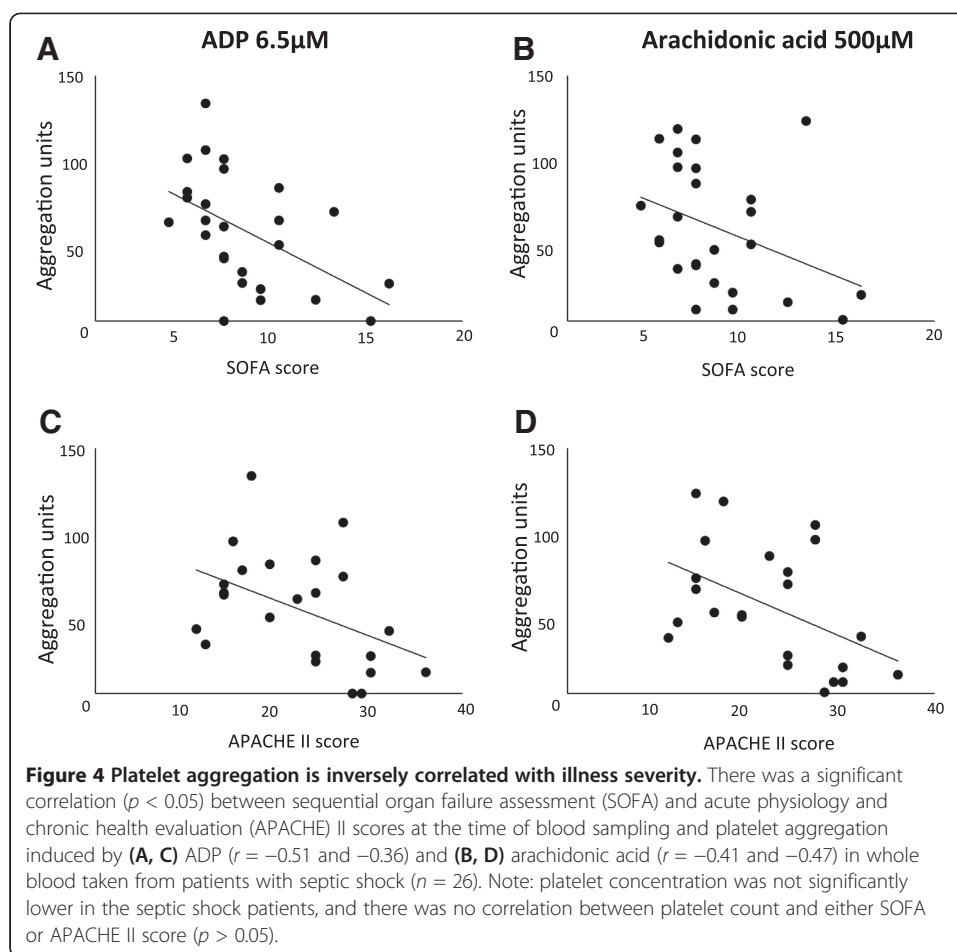 A
ADP 6.5µM
150
100
50
0
5
10
15
20
Aggregation units
SOFA score
B
Arachidonic acid 500µM
150
100
50
0
5
10
15
20
Aggregation units
SOFA score
C
150
100
50
0
10
20
30
40
Aggregation units
APACHE II score
D
150
100
50
0
10
20
30
40
Aggregation units
APACHE II score
Figure 4 Platelet aggregation is inversely correlated with illness severity. There was a significant
correlation (p < 0.05) between sequential organ failure assessment (SOFA) and acute physiology and
chronic health evaluation (APACHE) II scores at the time of blood sampling and platelet aggregation
induced by (A, C) ADP (r = −0.51 and −0.36) and (B, D) arachidonic acid (r = −0.41 and −0.47) in whole
blood taken from patients with septic shock (n = 26). Note: platelet concentration was not significantly
lower in the septic shock patients, and there was no correlation between platelet count and either SOFA
or APACHE II score (p > 0.05).